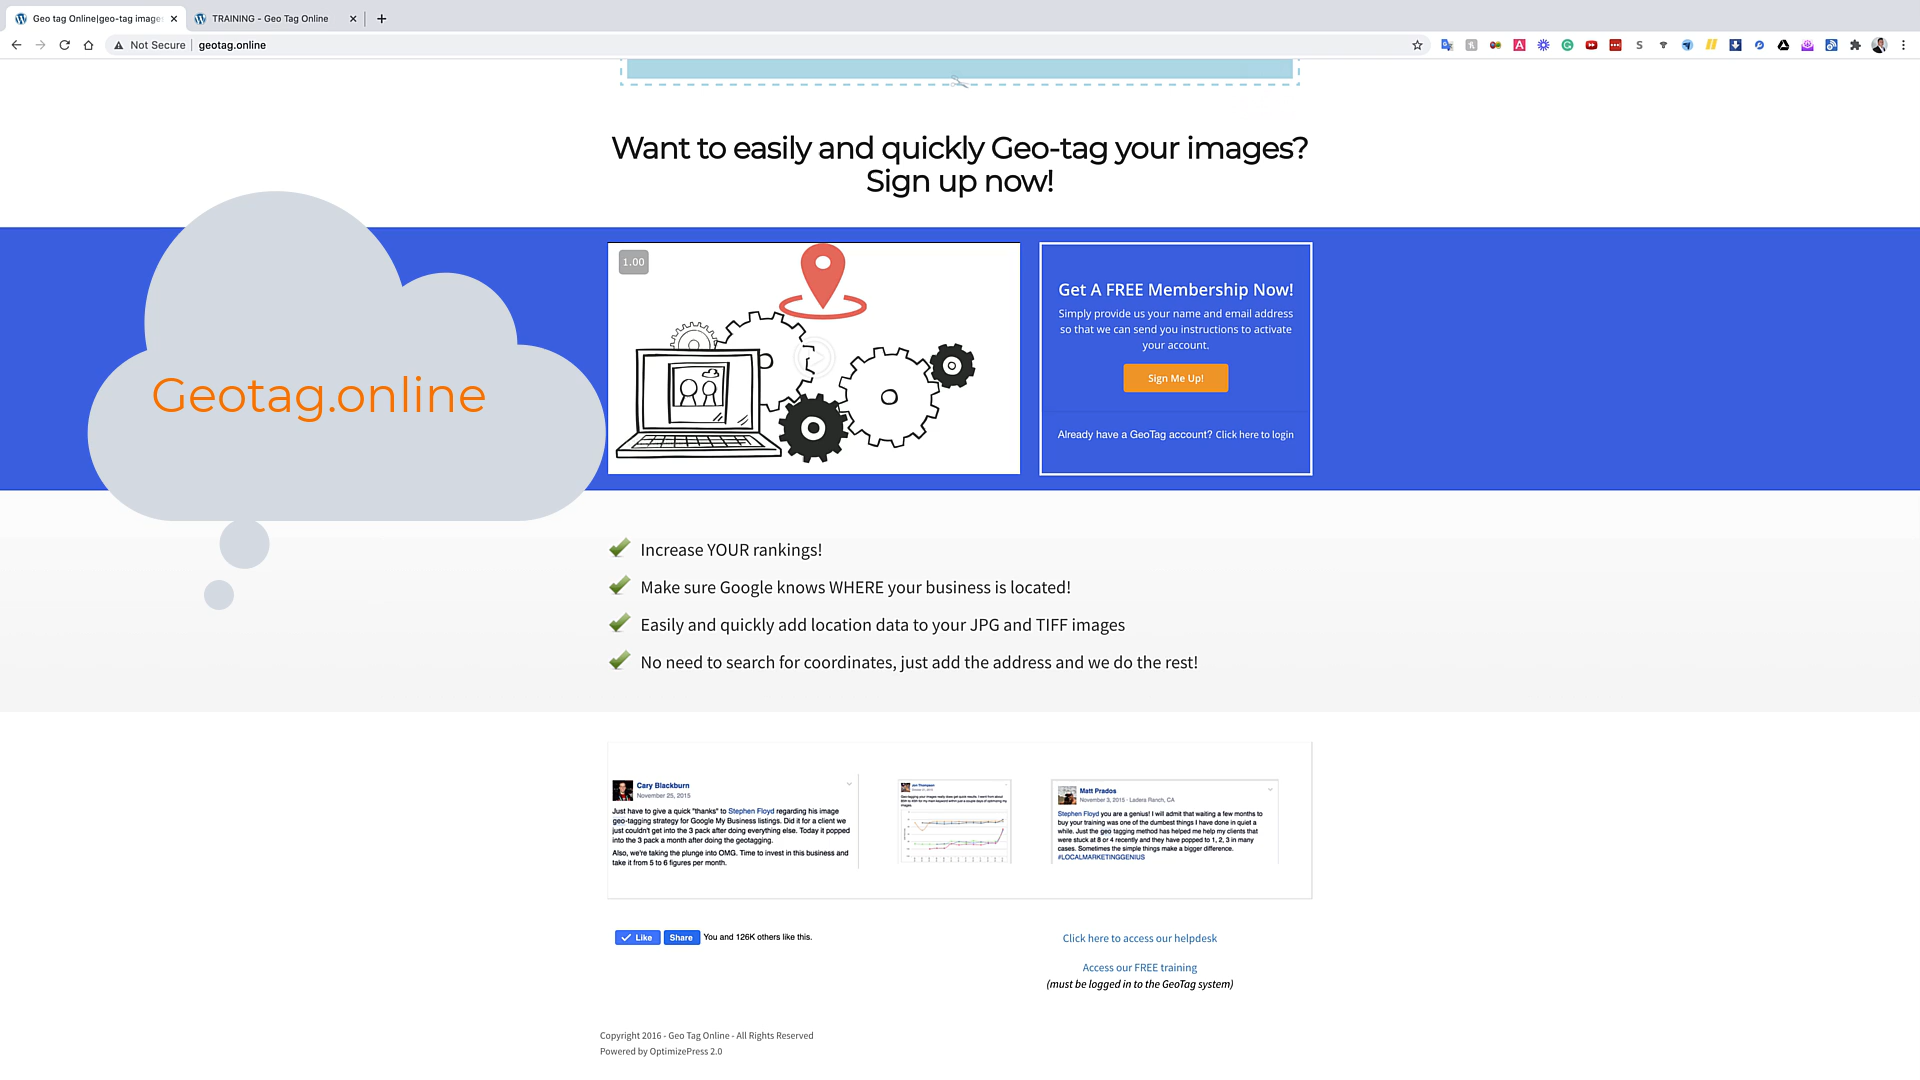 Geo tag Online|geo-tag image
TRAINING - Geo Tag Online
Not Secure
geotag.online
Want to easily and quickly Geo-tag your images?
Sign up now!
Geotag.online
1.00
Get A FREE Membership Now!
Simply provide us your name and email address
so that we can send you instructions to activate
your account.
Sign Me Up!
Already have a GeoTag account? Click here to login
Increase YOUR rankings!
Make sure Google knows WHERE your business is located!
Easily and quickly add location data to your JPG and TIFF images
No need to search for coordinates, just add the address and we do the rest!
Cary Blackburn
November 25, 2015
Just have to give a quick "thanks" to Stephen Floyd regarding his image
geo-tagging strategy for Google My Business listings. Did it for a client we
just couldn't get into the 3 pack after doing everything else. Today it popped
into the 3 pack a month after doing the geotagging.
Also, we're taking the plunge into OMG. Time to invest in this business and
take it from 5 to 6 figures per month.
Matt Prados
November 3, 2015 · Ladera Ranch, CA
Stephen Floyd you are a genius! I will admit that waiting a few months to
buy your training was one of the dumbest things I have done in quiet a
while. Just the geo tagging method has helped me help my clients that
were stuck at 8 or 4 recently and they have popped to 1, 2, 3 in many
cases. Sometimes the simple things make a bigger difference.
#LOCALMARKETINGGENIUS
Like
Share
You and 126K others like this.
Click here to access our helpdesk
Access our FREE training
(must be logged in to the GeoTag system)
Copyright 2016 - Geo Tag Online - All Rights Reserved
Powered by OptimizePress 2.0